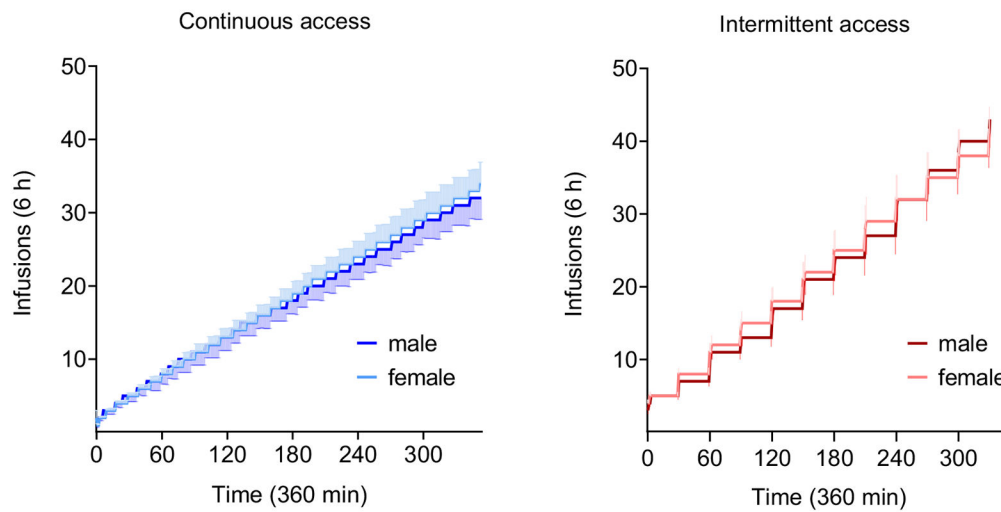 Continuous access
Infusions (6 h)
50
40
30
20
10
male
female
0
60
120
180
240
300
Time (360 min)
Intermittent access
Infusions (6 h)
50
40
30
20
10
male
female
0
60
120
180
240
300
Time (360 min)